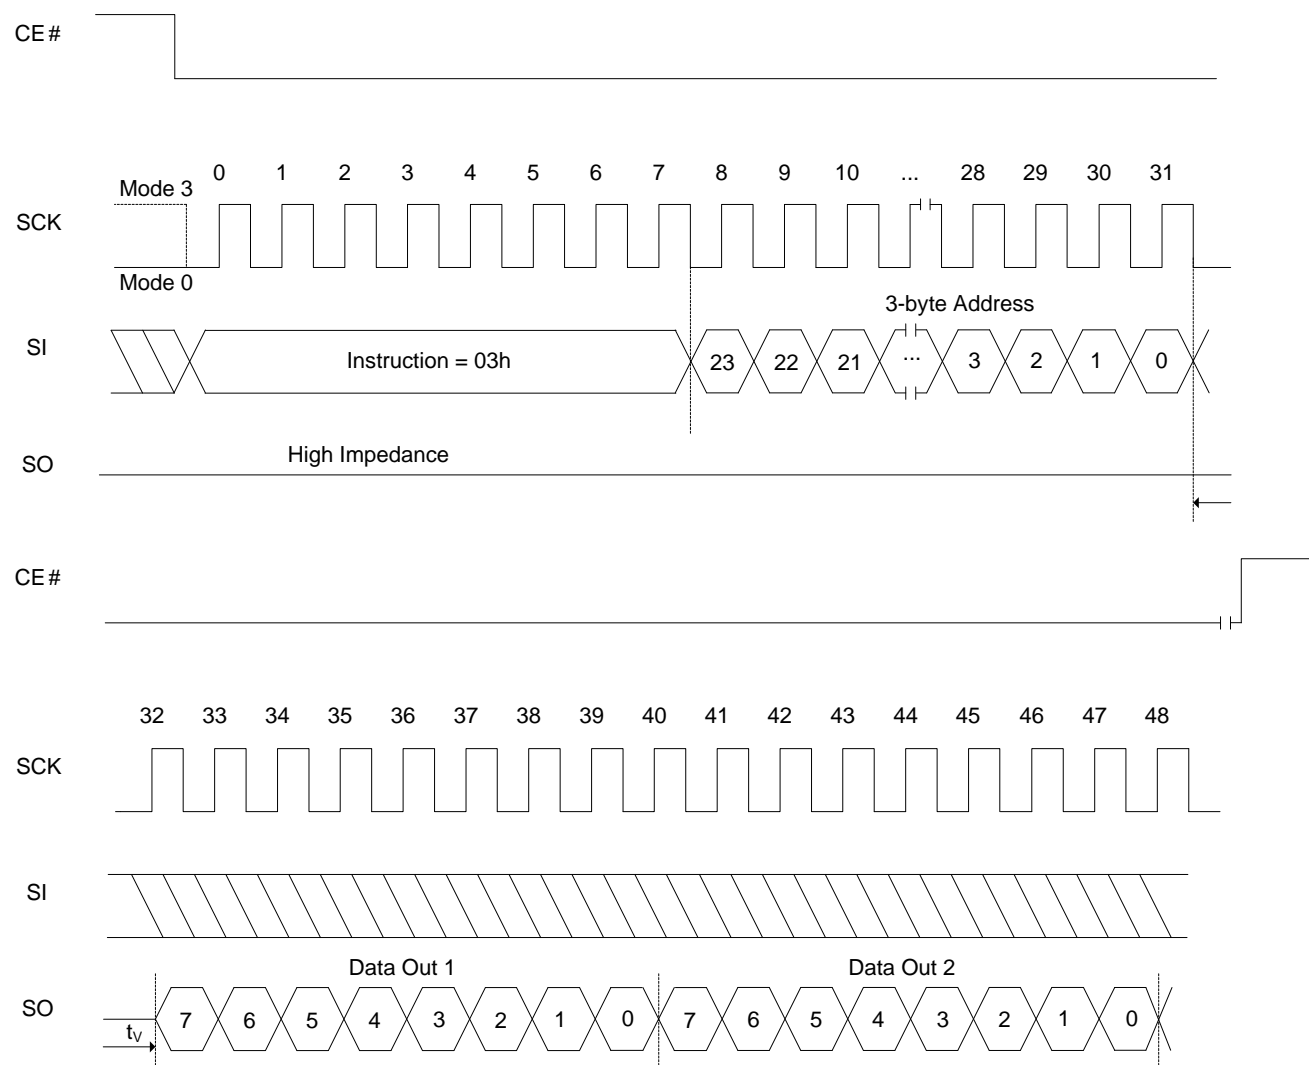 CE#
0 1 2 3 4 5 6 7 8 9 10 ... 28 29 30 31
Mode 3
SCK
Mode 0
3-byte Address
SI
Instruction = 03h
23 22 21 ... 3 2 1 0
High Impedance
SO
CE#
32 33 34 35 36 37 38 39 40 41 42 43 44 45 46 47 48
SCK
SI
Data Out 1 Data Out 2
SO
7 6 5 4 3 2 1 0 7 6 5 4 3 2 1 0
tV